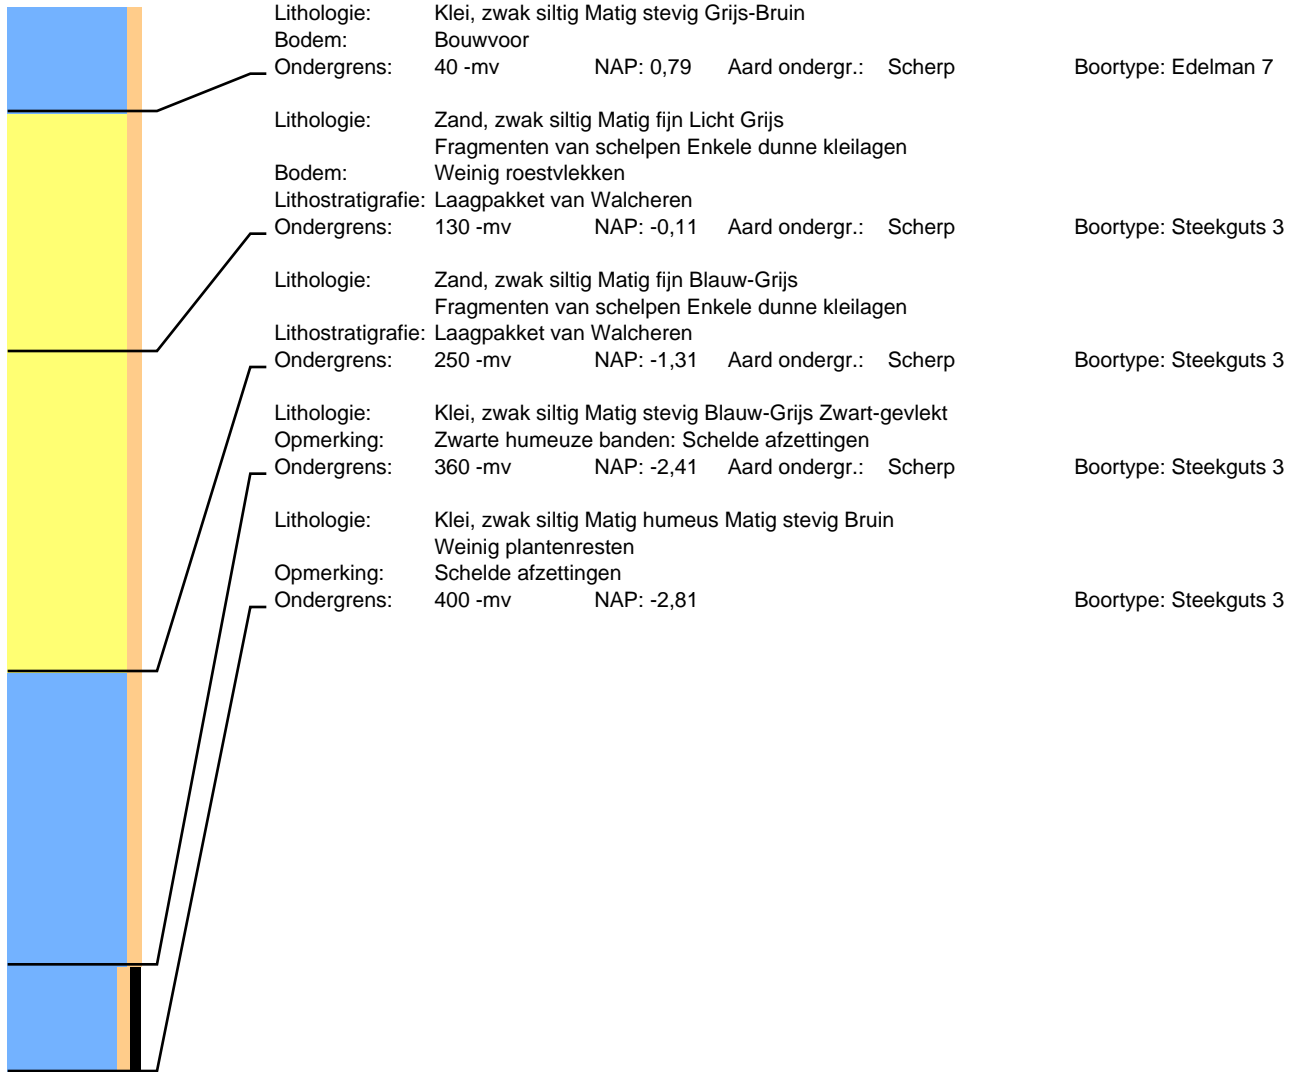 Lithologie: Klei, zwak siltig Matig stevig Grijs-Bruin
Bodem: Bouwvoor
Ondergrens: 40 -mv NAP: 0,79 Aard ondergr.: Scherp Boortype: Edelman 7
Lithologie: Zand, zwak siltig Matig fijn Licht Grijs
Fragmenten van schelpen Enkele dunne kleilagen
Bodem: Weinig roestvlekken
Lithostratigrafie: Laagpakket van Walcheren
Ondergrens: 130 -mv NAP: -0,11 Aard ondergr.: Scherp Boortype: Steekguts 3
Lithologie: Zand, zwak siltig Matig fijn Blauw-Grijs
Fragmenten van schelpen Enkele dunne kleilagen
Lithostratigrafie: Laagpakket van Walcheren
Ondergrens: 250 -mv NAP: -1,31 Aard ondergr.: Scherp Boortype: Steekguts 3
Lithologie: Klei, zwak siltig Matig stevig Blauw-Grijs Zwart-gevlekt
Opmerking: Zwarte humeuze banden: Schelde afzettingen
Ondergrens: 360 -mv NAP: -2,41 Aard ondergr.: Scherp Boortype: Steekguts 3
Lithologie: Klei, zwak siltig Matig humeus Matig stevig Bruin
Weinig plantenresten
Opmerking: Schelde afzettingen
Ondergrens: 400 -mv NAP: -2,81 Boortype: Steekguts 3